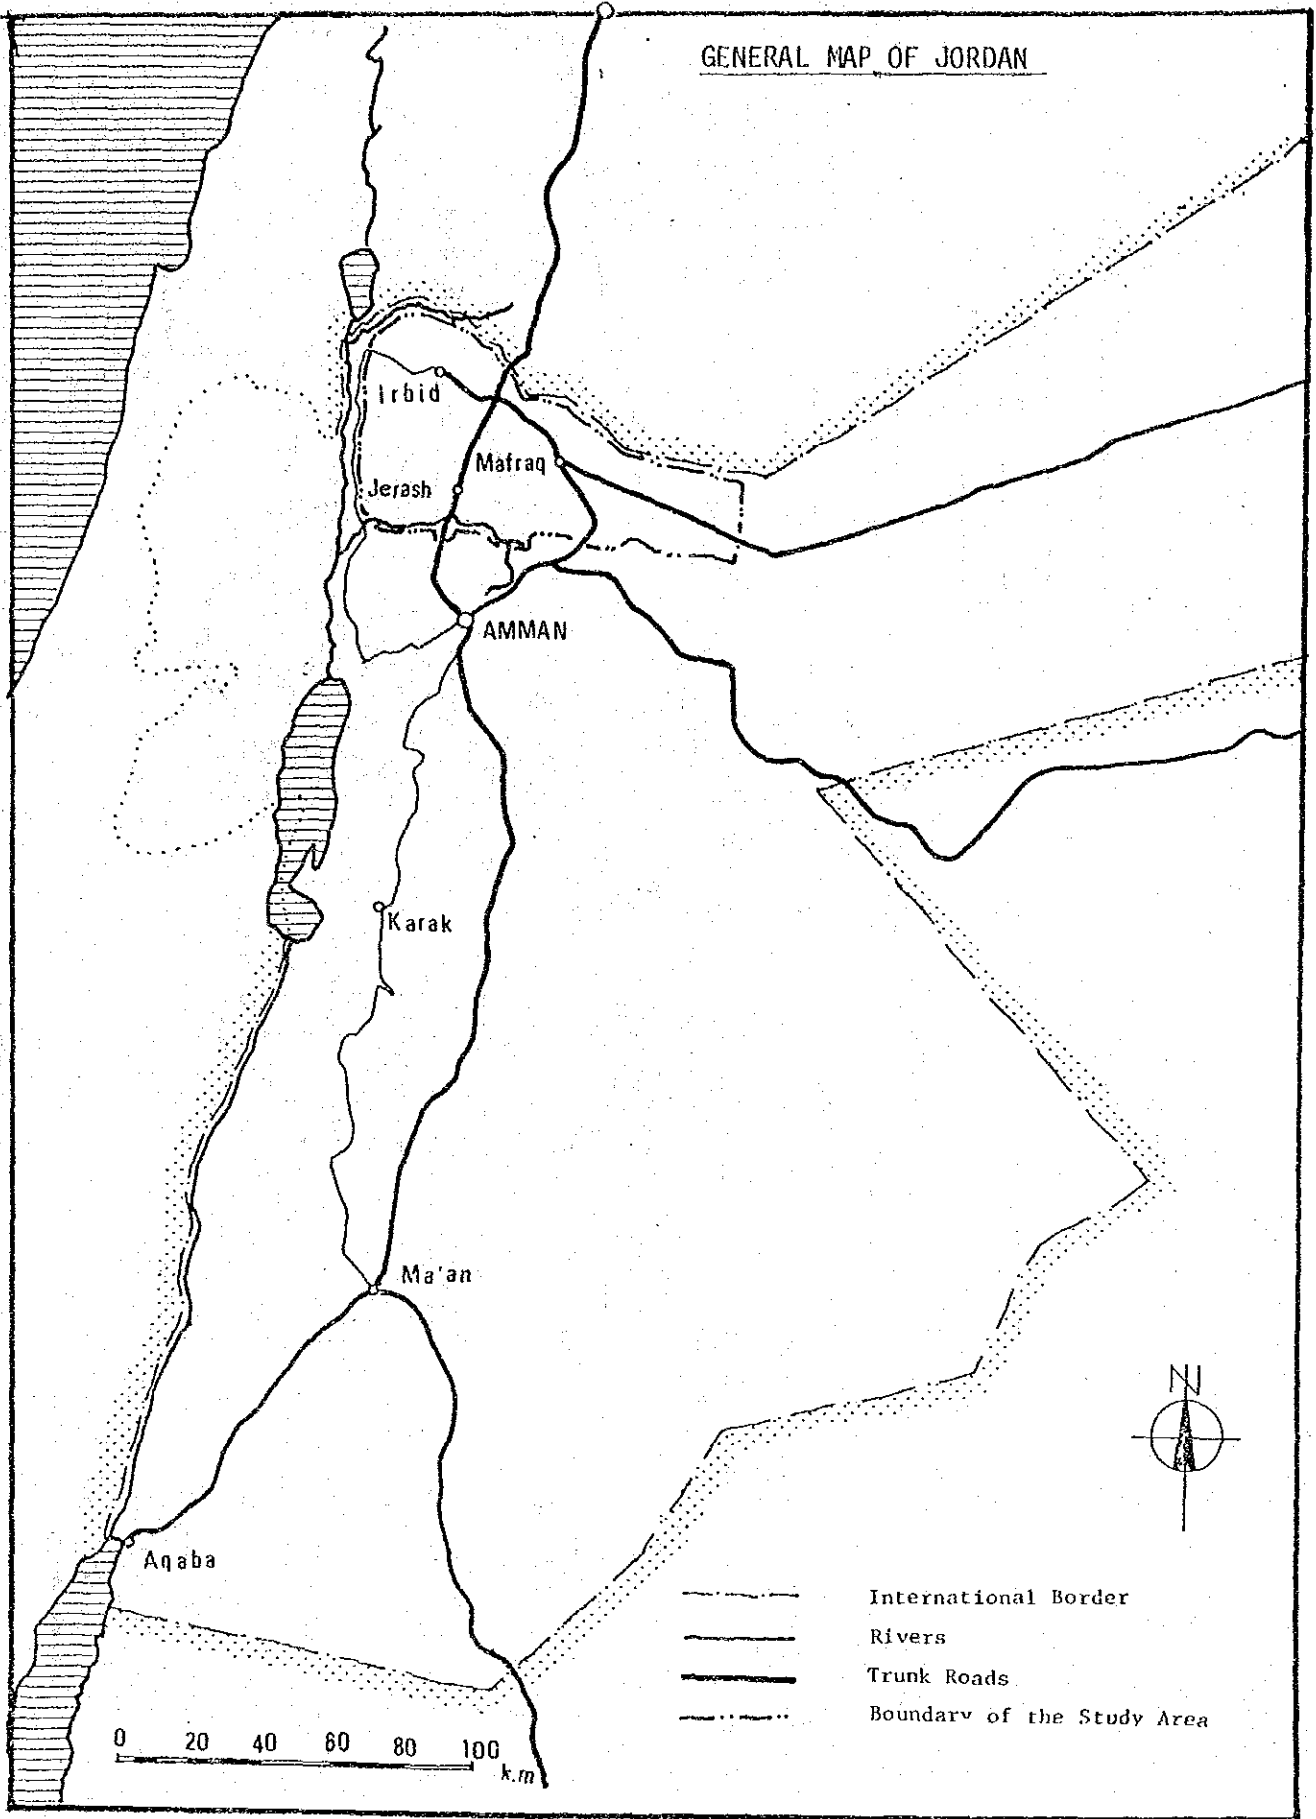 GENERAL MAP OF JORDAN
Irbid
Mafraq
Jerash
AMMAN
Karak
Ma'an
N
Aqaba
International Border
Rivers
Trunk Roads
Boundary of the Study Area
0 20 40 60 80 100
k.m